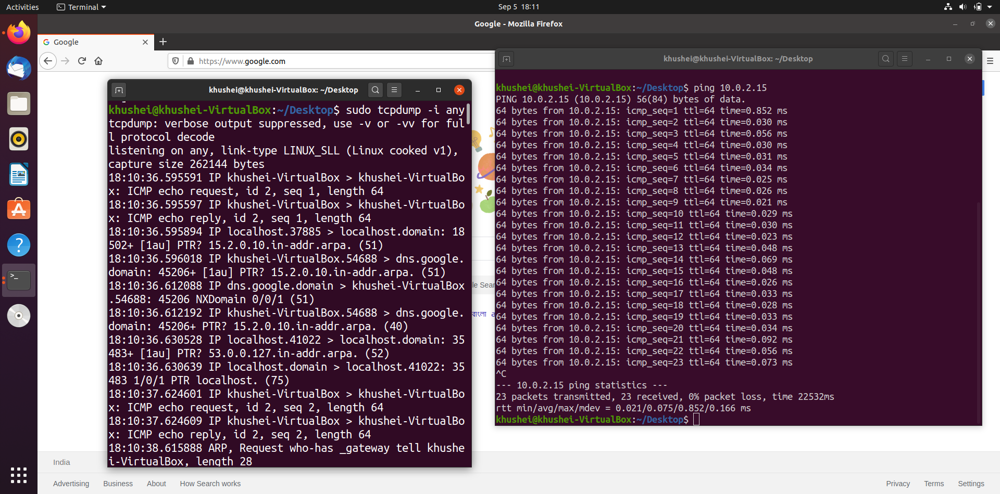 Activities
Terminal
Sep 5 18:11
Google - Mozilla Firefox
Google
https://www.google.com
khushei@khushei-VirtualBox: ~/Desktop
khushei@khushei-VirtualBox:~/Desktop$ sudo tcpdump -i any
tcpdump: verbose output suppressed, use -v or -vv for ful
l protocol decode
listening on any, link-type LINUX_SLL (Linux cooked v1),
capture size 262144 bytes
18:10:36.595591 IP khushei-VirtualBox > khushei-VirtualBo
x: ICMP echo request, id 2, seq 1, length 64
18:10:36.595597 IP khushei-VirtualBox > khushei-VirtualBo
x: ICMP echo reply, id 2, seq 1, length 64
18:10:36.595894 IP localhost.37885 > localhost.domain: 18
502+ [1au] PTR? 15.2.0.10.in-addr.arpa. (51)
18:10:36.596018 IP khushei-VirtualBox.54688 > dns.google.
domain: 45206+ [1au] PTR? 15.2.0.10.in-addr.arpa. (51)
18:10:36.612088 IP dns.google.domain > khushei-VirtualBox
.54688: 45206 NXDomain 0/0/1 (51)
18:10:36.612192 IP khushei-VirtualBox.54688 > dns.google.
domain: 45206+ PTR? 15.2.0.10.in-addr.arpa. (40)
18:10:36.630528 IP localhost.41022 > localhost.domain: 35
483+ [1au] PTR? 53.0.0.127.in-addr.arpa. (52)
18:10:36.630639 IP localhost.domain > localhost.41022: 35
483 1/0/1 PTR localhost. (75)
18:10:37.624601 IP khushei-VirtualBox > khushei-VirtualBo
x: ICMP echo request, id 2, seq 2, length 64
18:10:37.624609 IP khushei-VirtualBox > khushei-VirtualBo
x: ICMP echo reply, id 2, seq 2, length 64
18:10:38.615888 ARP, Request who-has _gateway tell khushe
i-VirtualBox, length 28
le Sear
বাংলা
khushei@khushei-VirtualBox: ~/Desktop
khushei@khushei-VirtualBox:~/Desktop$ ping 10.0.2.15
PING 10.0.2.15 (10.0.2.15) 56(84) bytes of data.
64 bytes from 10.0.2.15: icmp_seq=1 ttl=64 time=0.852 ms
64 bytes from 10.0.2.15: icmp_seq=2 ttl=64 time=0.030 ms
64 bytes from 10.0.2.15: icmp_seq=3 ttl=64 time=0.056 ms
64 bytes from 10.0.2.15: icmp_seq=4 ttl=64 time=0.030 ms
64 bytes from 10.0.2.15: icmp_seq=5 ttl=64 time=0.031 ms
64 bytes from 10.0.2.15: icmp_seq=6 ttl=64 time=0.034 ms
64 bytes from 10.0.2.15: icmp_seq=7 ttl=64 time=0.025 ms
64 bytes from 10.0.2.15: icmp_seq=8 ttl=64 time=0.026 ms
64 bytes from 10.0.2.15: icmp_seq=9 ttl=64 time=0.021 ms
64 bytes from 10.0.2.15: icmp_seq=10 ttl=64 time=0.029 ms
64 bytes from 10.0.2.15: icmp_seq=11 ttl=64 time=0.030 ms
64 bytes from 10.0.2.15: icmp_seq=12 ttl=64 time=0.023 ms
64 bytes from 10.0.2.15: icmp_seq=13 ttl=64 time=0.048 ms
64 bytes from 10.0.2.15: icmp_seq=14 ttl=64 time=0.069 ms
64 bytes from 10.0.2.15: icmp_seq=15 ttl=64 time=0.048 ms
64 bytes from 10.0.2.15: icmp_seq=16 ttl=64 time=0.026 ms
64 bytes from 10.0.2.15: icmp_seq=17 ttl=64 time=0.033 ms
64 bytes from 10.0.2.15: icmp_seq=18 ttl=64 time=0.028 ms
64 bytes from 10.0.2.15: icmp_seq=19 ttl=64 time=0.033 ms
64 bytes from 10.0.2.15: icmp_seq=20 ttl=64 time=0.034 ms
64 bytes from 10.0.2.15: icmp_seq=21 ttl=64 time=0.092 ms
64 bytes from 10.0.2.15: icmp_seq=22 ttl=64 time=0.056 ms
64 bytes from 10.0.2.15: icmp_seq=23 ttl=64 time=0.073 ms
^C
--- 10.0.2.15 ping statistics ---
23 packets transmitted, 23 received, 0% packet loss, time 22532ms
rtt min/avg/max/mdev = 0.021/0.075/0.852/0.166 ms
khushei@khushei-VirtualBox:~/Desktop$
India
Advertising Business About How Search works
Privacy Terms Settings